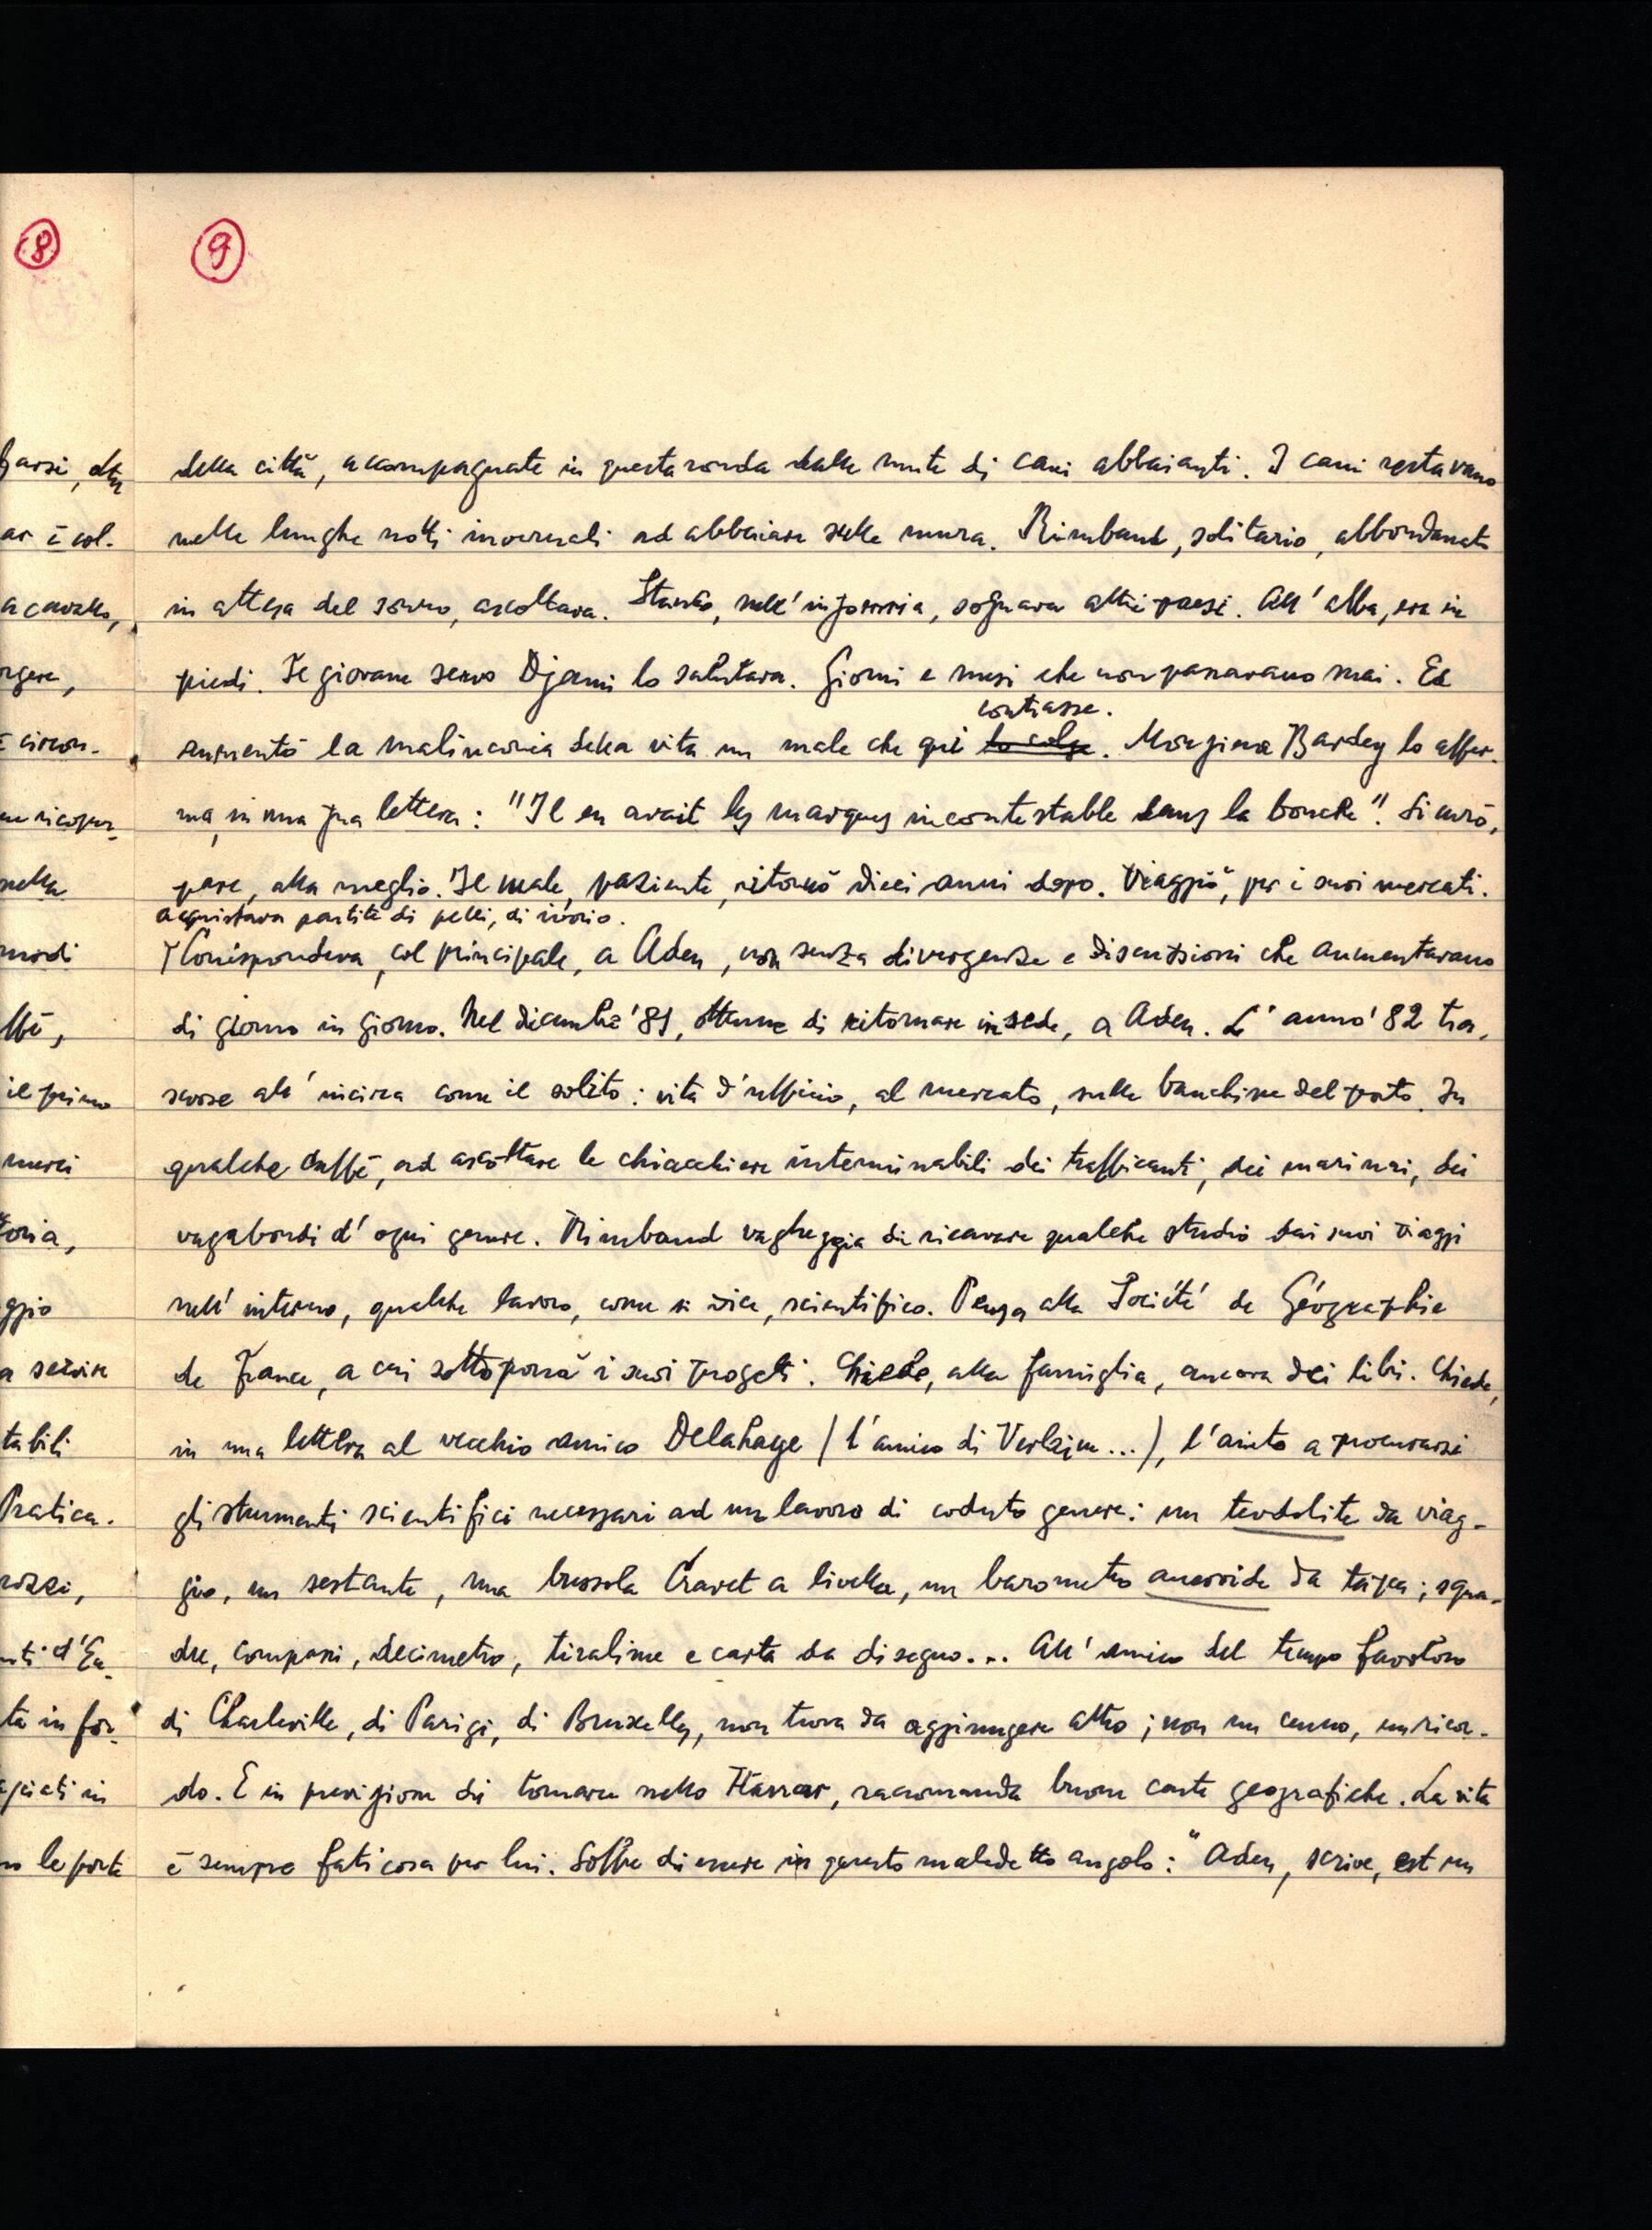 8
9
della città, accompagnate in questa ronda dalle mute di cani abbaianti. I cani restavano
nelle lunghe notti invernali ad abbaiare sulle mura. Rimbaud, solitario, abbandonato
in attesa del sonno, ascoltava. Stanco, nell'insonnia, sognava altri paesi. All'alba, era in
piedi. Il giovane servo Djami lo salutava. Giorni e mesi che non passavano mai. Ed
contrasse.
aumentò la malinconia della vita un male che qui lo colse. Monsieur Bardey lo affer-
ma, in una sua lettera: "Il en avait les marques incontestable dans la bouche". Si curò,
pare, alla meglio. Il male, paziente, ritornò dieci anni dopo. Viaggiò, per i suoi mercati.
acquistava partite di pelli, di avorio.
Corrispondeva, col principale, a Aden, non senza divergenze e discussioni che aumentavano
di giorno in giorno. Nel dicembre '81, ottenne di ritornare in sede, a Aden. L'anno '82 tra-
scorse all'incirca come il solito: vita d'ufficio, al mercato, sulle banchine del porto. In
qualche caffè, ad ascoltare le chiacchiere interminabili dei trafficanti, dei marinai, dei
vagabondi d'ogni genere. Rimbaud vagheggia di ricavare qualche studio dai suoi viaggi
nell'interno, qualche lavoro, come si dice, scientifico. Pensa alla Société de Géographie
de France, a cui sottoporrà i suoi progetti. Chiede, alla famiglia, ancora dei libri. Chiede,
in una lettera al vecchio amico Delahaye (l'amico di Verlaine...), l'aiuto a procurarsi
gli strumenti scientifici necessari ad un lavoro di codesto genere: un teodolite da viag-
gio, un sestante, una bussola Cravet a livella, un barometro aneroide da tasca; squa-
dre, compassi, decimetro, tiralinee e carta da disegno... All'amico del tempo favoloso
di Charleville, di Parigi, di Bruxelles, non trova da aggiungere altro; non un cenno, un ricor-
do. E in previsione di tornare nello Harrar, raccomanda buone carte geografiche. La vita
è sempre faticosa per lui. Soffre di essere in questo maledetto angolo: "Aden, scrive, est un